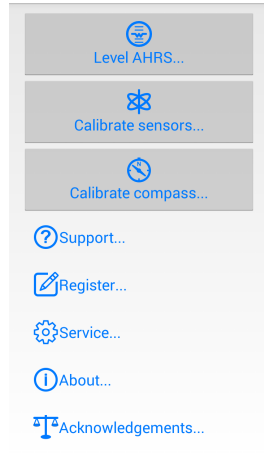 Level AHRS...
Calibrate sensors...
Calibrate compass...
Support...
Register...
Service...
About...
Acknowledgements...